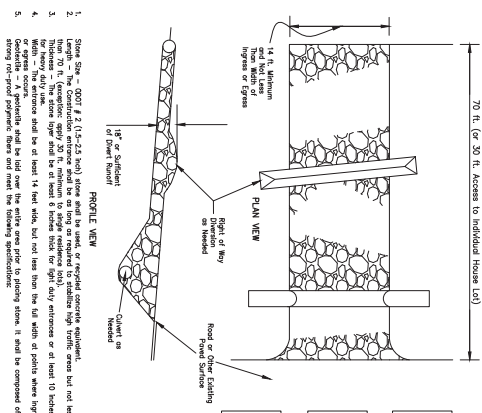 70 ft. (or 30 ft. Access to Individual House Lot)
14 ft. Minimum
and Not Less
Than Width of
Ingress or Egress
PLAN VIEW
Right of Way
Diversion
as Needed
Road or Other Existing
Paved Surface
18" or Sufficient
of Divert Runoff
Culvert as
Needed
PROFILE VIEW
1. Stone Size – ODOT # 2 (1.5–2.5 inch) stone shall be used, or recycled concrete equivalent.
2. Length – The Construction entrance shall be as long as required to stabilize high traffic areas but not les
than 70 ft. (exception: apply 30 ft. minimum to single residence lots).
3. Thickness – The stone layer shall be at least 6 inches thick for light duty entrances or at least 10 inches
for heavy duty use.
4. Width – The entrance shall be at least 14 feet wide, but not less than the full width at points where ingr
or egress occurs.
5. Geotextile – A geotextile shall be laid over the entire area prior to placing stone. It shall be composed of
strong rot–proof polymeric fibers and meet the following specifications: